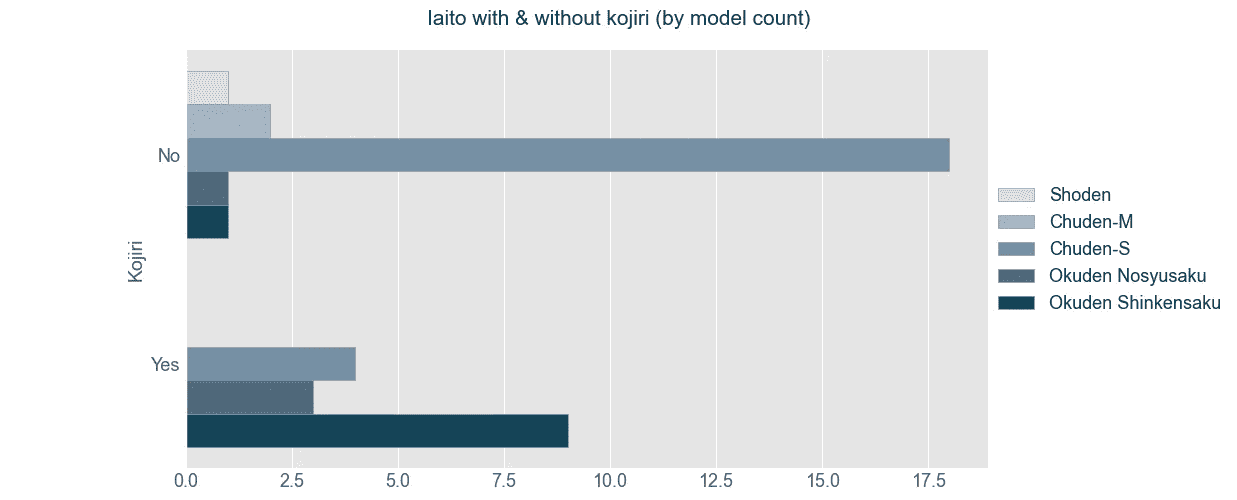 Iaito with & without kojiri (by model count)
No
Yes
Kojiri
0.0 2.5 5.0 7.5 10.0 12.5 15.0 17.5
Shoden
Chuden-M
Chuden-S
Okuden Nosyusaku
Okuden Shinkensaku